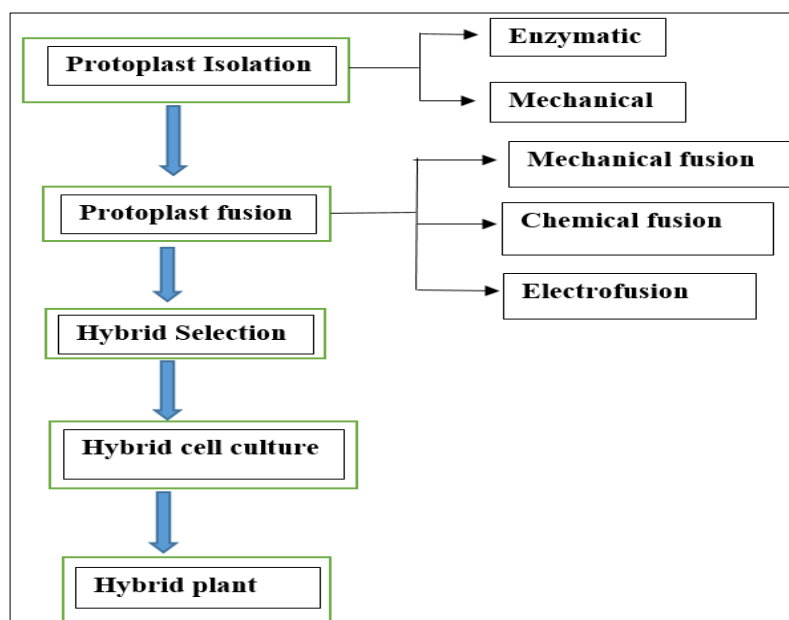 Protoplast Isolation
Enzymatic
Mechanical
Protoplast fusion
Mechanical fusion
Chemical fusion
Electrofusion
Hybrid Selection
Hybrid cell culture
Hybrid plant